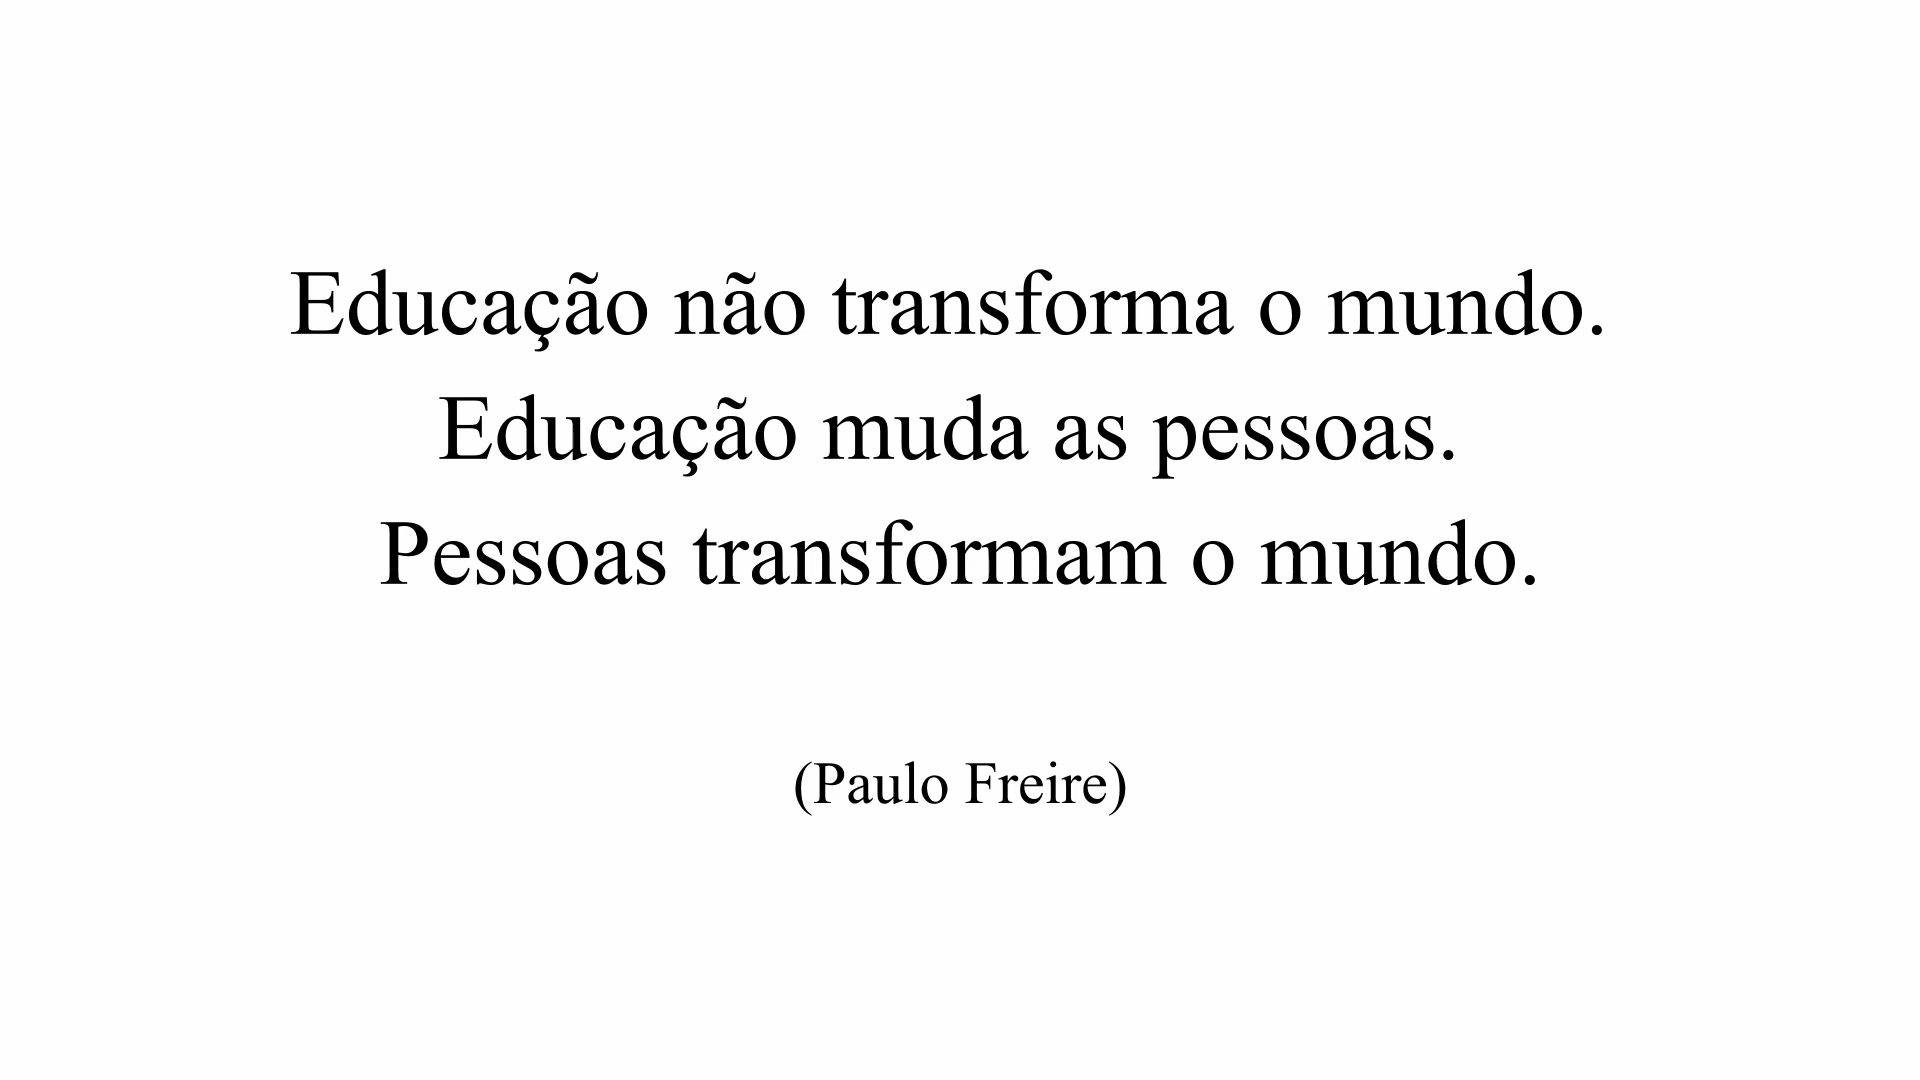 Educação não transforma o mundo.
Educação muda as pessoas.
Pessoas transformam o mundo.
(Paulo Freire)